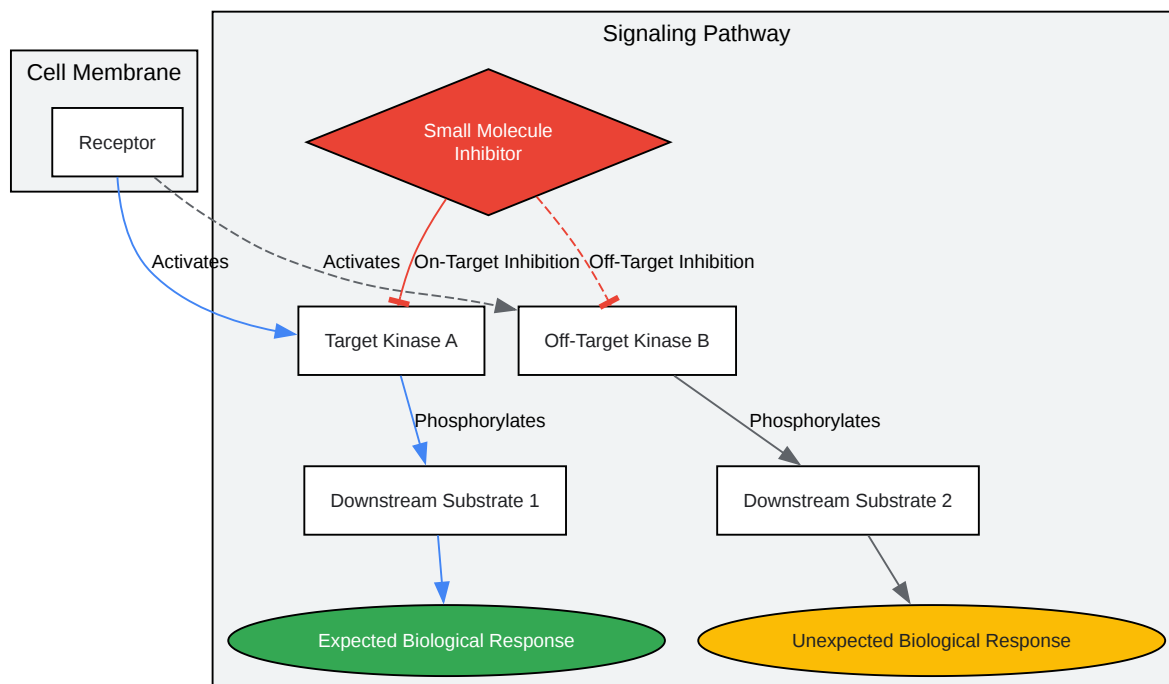 Signaling Pathway
Cell Membrane
Receptor
Small Molecule
Inhibitor
Activates
Activates
On-Target Inhibition
Off-Target Inhibition
Target Kinase A
Off-Target Kinase B
Phosphorylates
Phosphorylates
Downstream Substrate 1
Downstream Substrate 2
Expected Biological Response
Unexpected Biological Response